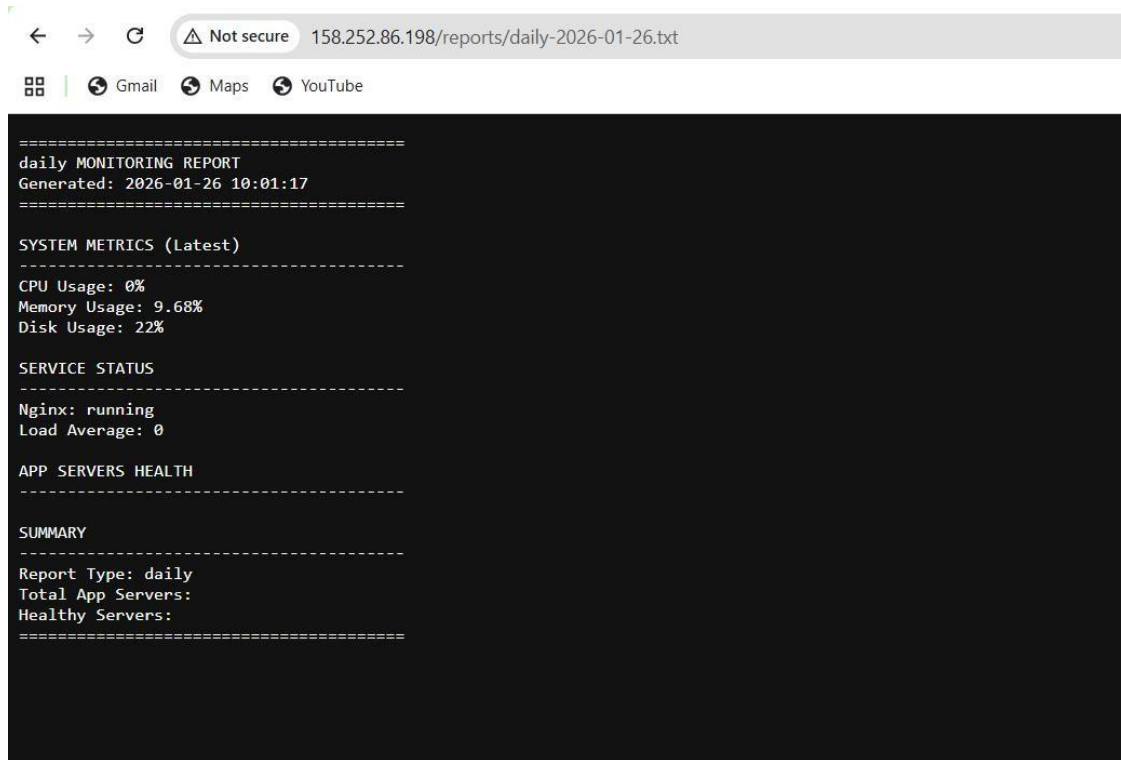 Not secure 158.252.86.198/reports/daily-2026-01-26.txt
Gmail Maps YouTube
========================================
daily MONITORING REPORT
Generated: 2026-01-26 10:01:17
========================================
SYSTEM METRICS (Latest)
----------------------------------------
CPU Usage: 0%
Memory Usage: 9.68%
Disk Usage: 22%
SERVICE STATUS
----------------------------------------
Nginx: running
Load Average: 0
APP SERVERS HEALTH
----------------------------------------
SUMMARY
----------------------------------------
Report Type: daily
Total App Servers:
Healthy Servers:
========================================